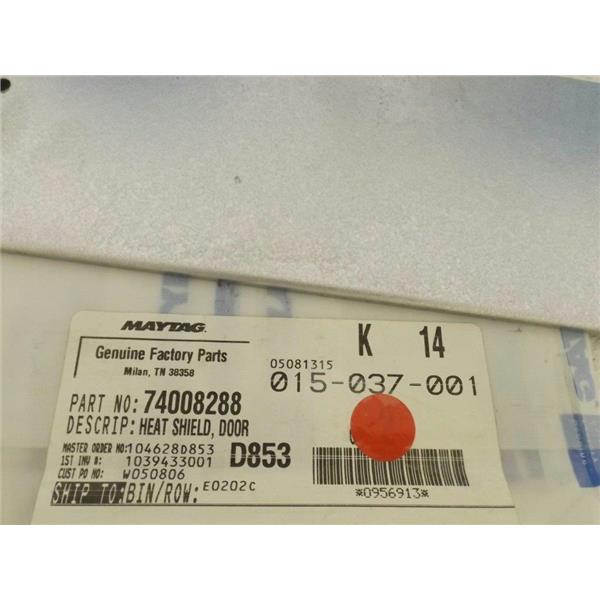 MAYTAG
Genuine Factory Parts
Milan, TN 38358
K 14
05081315
015-037-001
PART NO: 74008288
DESCRIP: HEAT SHIELD, DOOR
MASTER ORDER NO: 104628D853
D853
1ST INV #: 1039433001
CUST PO NO: W050806
SHIP TO: BIN/ROW: E0202C
*0956913*